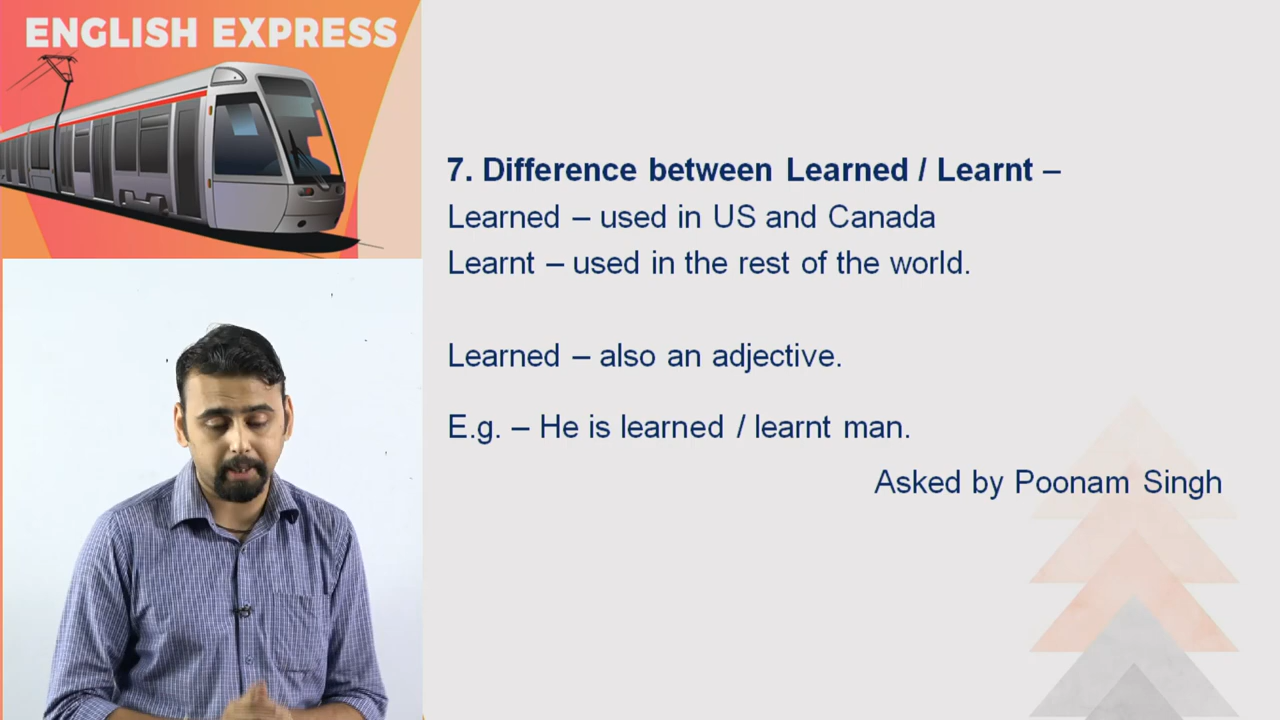 ENGLISH EXPRESS
7. Difference between Learned / Learnt –
Learned – used in US and Canada
Learnt – used in the rest of the world.
Learned – also an adjective.
E.g. – He is learned / learnt man.
Asked by Poonam Singh